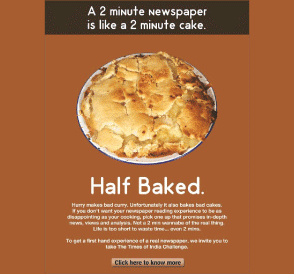 A 2 minute Newspaper
is like a 2 minute cake.
Half Baked.
Hurry makes bad curry. Unfortunately it also bakes bad cakes.
If you don't want your newspaper reading experience to be as
disappointing as your cooking, pick one up that promises in-depth
news, views and analysis. Not a 2 min wannabe of the real thing.
Life is too short to waste time... even 2 mins.
To get a first hand experience of a real newspaper, we invite you to
take The Times of India Challenge.
Click here to know more